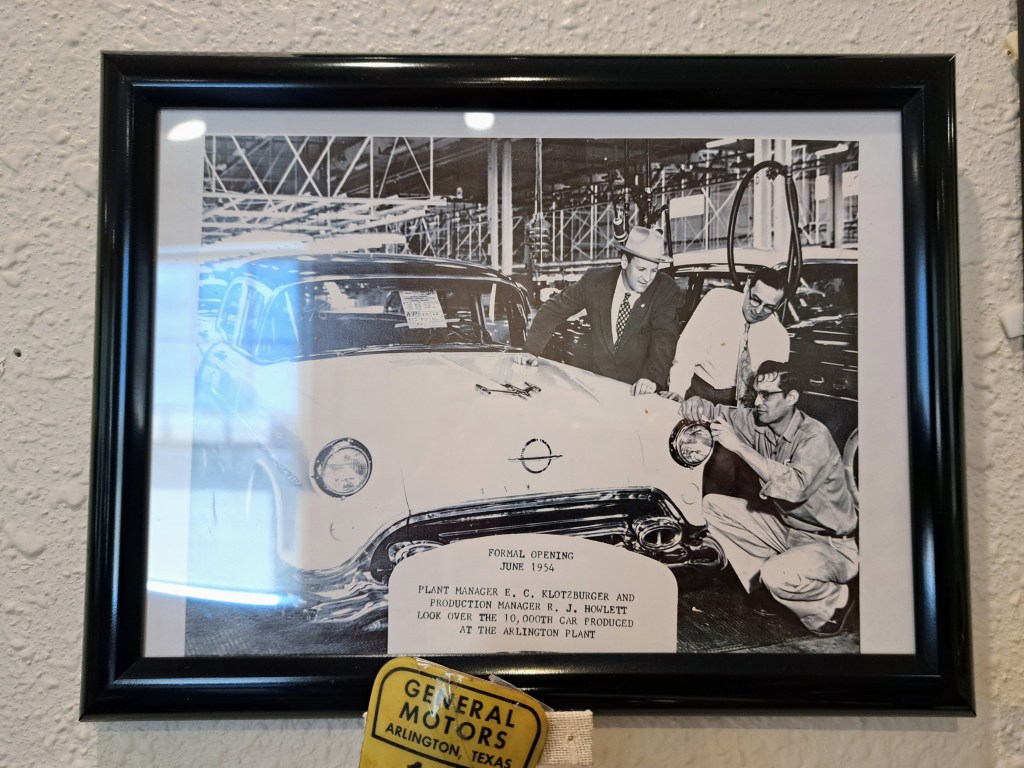 FORMAL OPENING
JUNE 1954
PLANT MANAGER E. C. KLOTZBURGER AND
PRODUCTION MANAGER R. J. HOWLETT
LOOK OVER THE 10,000TH CAR PRODUCED
AT THE ARLINGTON PLANT
GENERAL
MOTORS
ARLINGTON, TEXAS